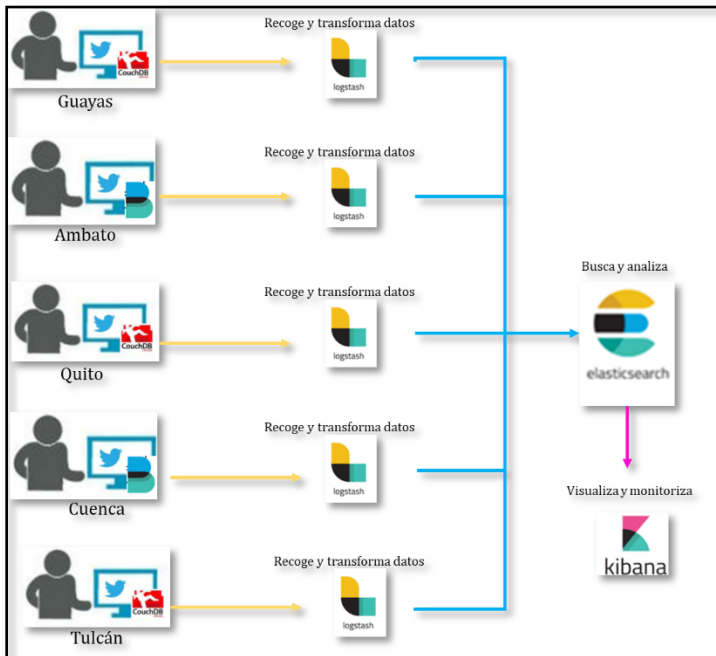 Recoge y transforma datos
CouchDB
logstash
Guayas
Recoge y transforma datos
logstash
Ambato
Busca y analiza
Recoge y transforma datos
CouchDB
logstash
elasticsearch
Quito
Recoge y transforma datos
logstash
Cuenca
Visualiza y monitoriza
kibana
Recoge y transforma datos
CouchDB
logstash
Tulcán